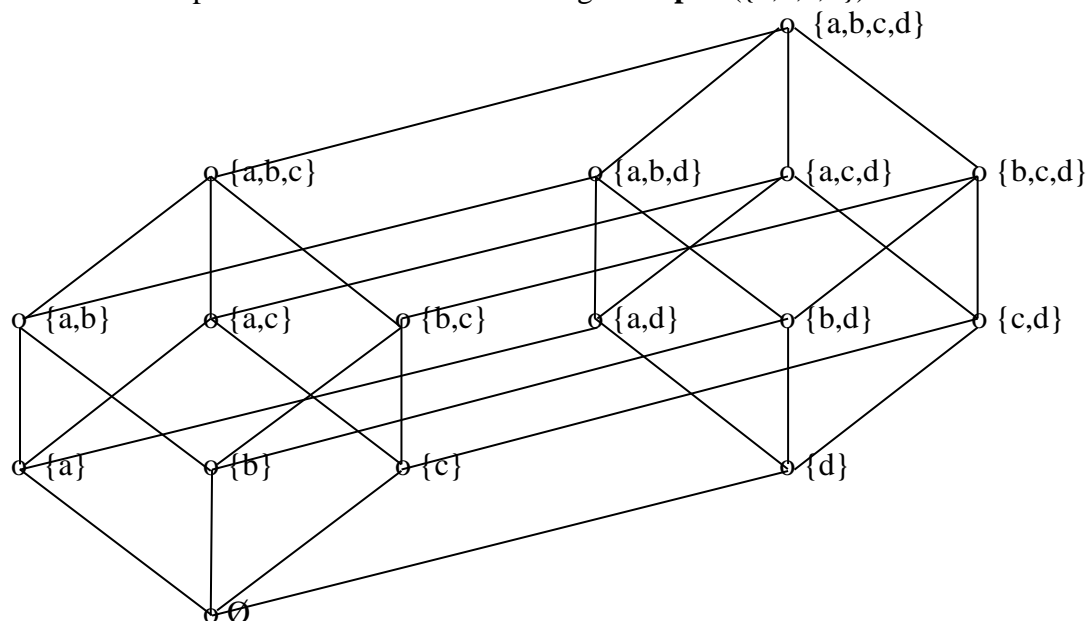 {a,b,c,d}
{a,b,c} {a,b,d} {a,c,d} {b,c,d}
{a,b} {a,c} {b,c} {a,d} {b,d} {c,d}
{a} {b} {c} {d}
Ø